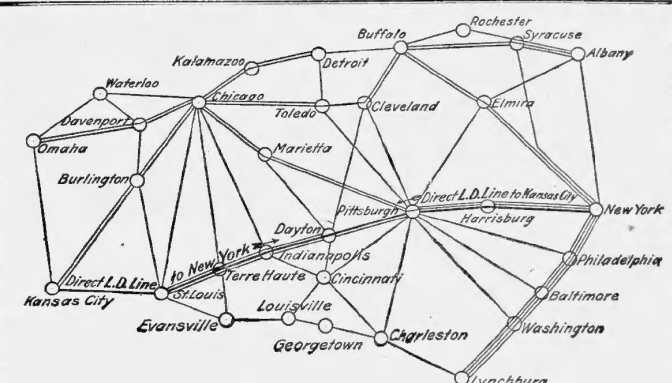 Rochester
Buffalo
Syracuse
Albany
Kalamazoo
Detroit
Waterloo
Chicago
Toledo
Cleveland
Elmira
Davenport
Omaha
Marietta
Burlington
Direct L.D. Line to Kansas City
Pittsburgh
Harrisburg
New York
Dayton
to New York
Indianapolis
Philadelphia
Direct L.D. Line
Terre Haute
Cincinnati
Kansas City
St. Louis
Baltimore
Louisville
Evansville
Washington
Georgetown
Charleston
Lynchburg